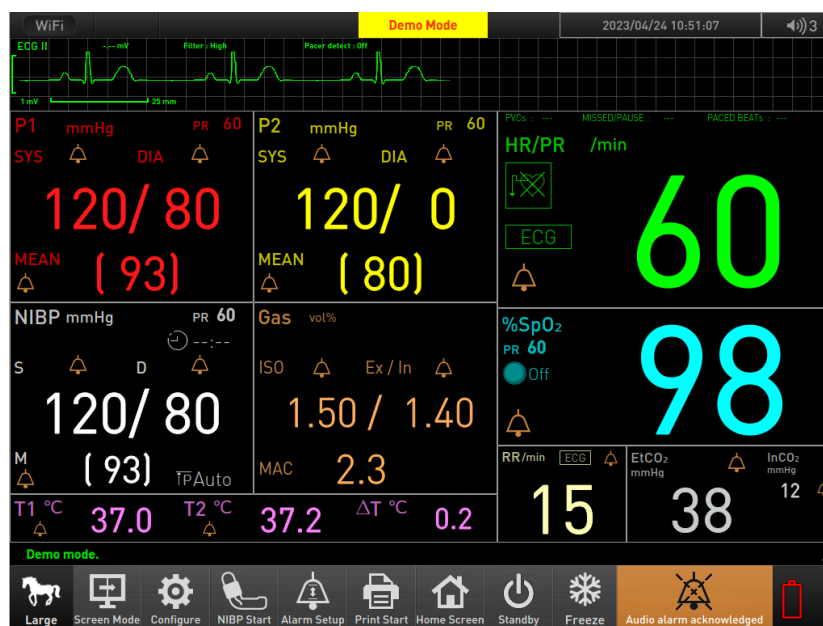 WiFi
Demo Mode
2023/04/24 10:51:07
3
ECG II
-.-- mV
Filter : High
Pacer detect : Off
1 mV
25 mm
P1 mmHg PR 60
SYS DIA
120/ 80
MEAN (93)
P2 mmHg PR 60
SYS DIA
120/ 0
MEAN (80)
PVCs : --- MISSED/PAUSE : --- PACED BEATs : ---
HR/PR /min
60
ECG
NIBP mmHg PR 60
--:--
S D
120/ 80
M (93) TPAuto
Gas vol%
ISO Ex / In
1.50 / 1.40
MAC 2.3
%SpO₂
PR 60
Off
98
T1 °C 37.0 T2 °C 37.2 ΔT °C 0.2
RR/min ECG
15
EtCO₂
mmHg
38
InCO₂
mmHg
12
Demo mode.
Large Screen Mode Configure NIBP Start Alarm Setup Print Start Home Screen Standby Freeze Audio alarm acknowledged